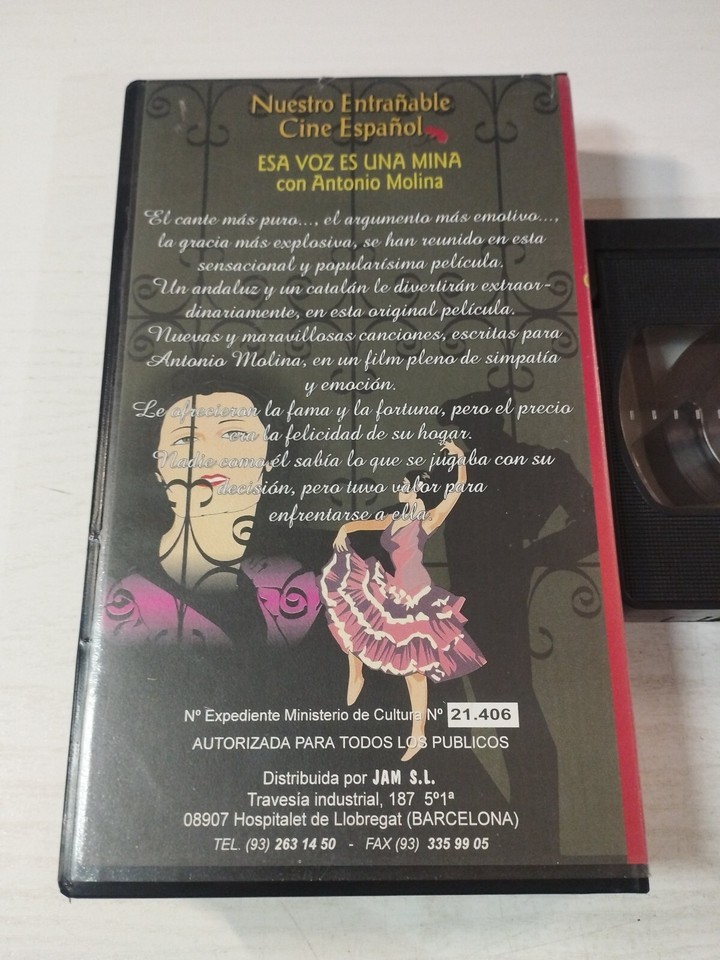 Nuestro Entrañable
Cine Español
ESA VOZ ES UNA MINA
con Antonio Molina
El cante más puro..., el argumento más emotivo...,
la gracia más explosiva, se han reunido en esta
sensacional y popularísima película.
Un andaluz y un catalán le divertirán extraor-
dinariamente, en esta original película.
Nuevas y maravillosas canciones, escritas para
Antonio Molina, en un film pleno de simpatía
y emoción.
Le ofrecieron la fama y la fortuna, pero el precio
era la felicidad de su hogar.
Nadie como él sabía lo que se jugaba con su
decisión, pero tuvo valor para
enfrentarse a ella.
Nº Expediente Ministerio de Cultura Nº 21.406
AUTORIZADA PARA TODOS LOS PUBLICOS
Distribuida por JAM S.L.
Travesía industrial, 187 5º1ª
08907 Hospitalet de Llobregat (BARCELONA)
TEL. (93) 263 14 50 - FAX (93) 335 99 05